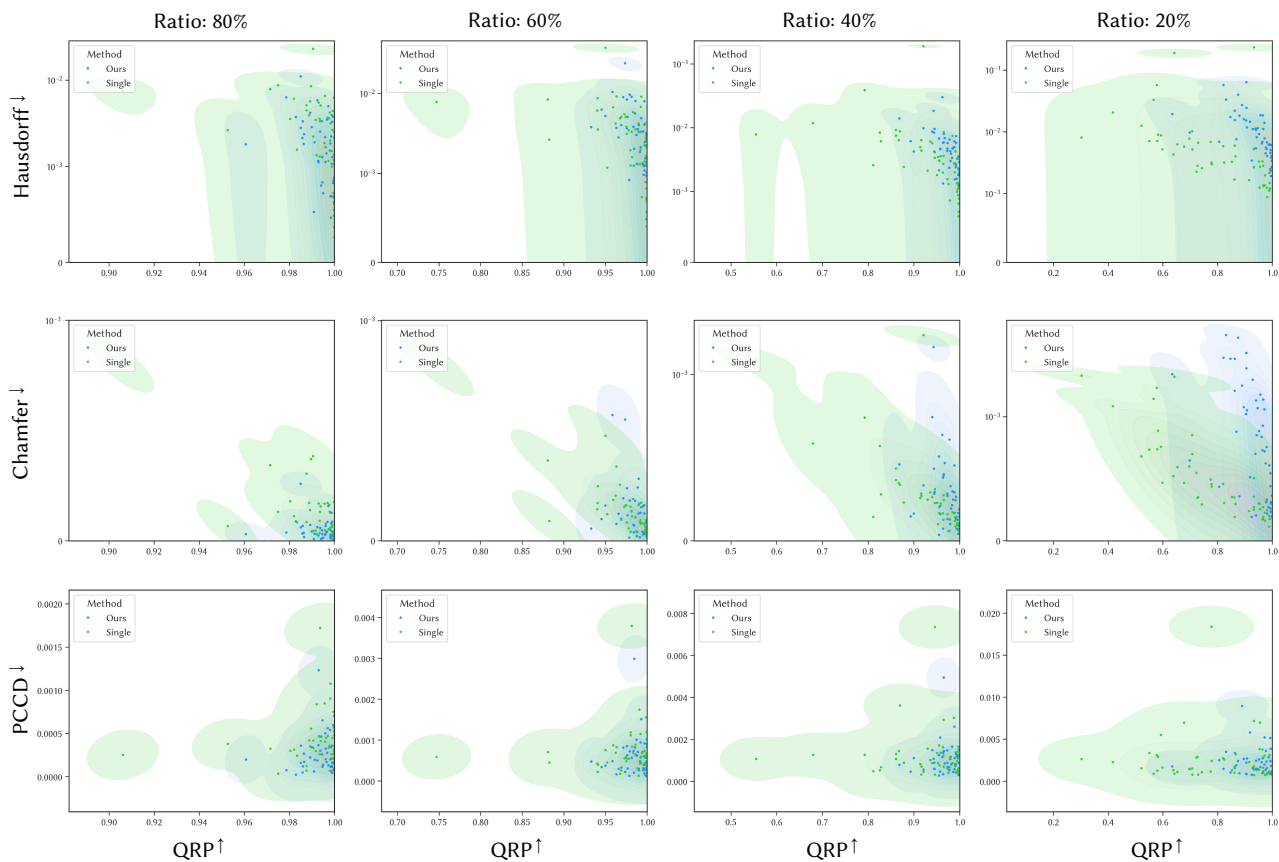 Ratio: 80%
Ratio: 60%
Ratio: 40%
Ratio: 20%
Hausdorff↓
Method
Ours
Single
10⁻²
10⁻³
0
0.90 0.92 0.94 0.96 0.98 1.00
Method
Ours
Single
10⁻²
10⁻³
0
0.70 0.75 0.80 0.85 0.90 0.95 1.00
Method
Ours
Single
10⁻¹
10⁻²
10⁻³
0
0.5 0.6 0.7 0.8 0.9 1.0
Method
Ours
Single
10⁻¹
10⁻²
10⁻³
0
0.2 0.4 0.6 0.8 1.0
Chamfer↓
Method
Ours
Single
10⁻³
0
0.90 0.92 0.94 0.96 0.98 1.00
Method
Ours
Single
10⁻³
0
0.70 0.75 0.80 0.85 0.90 0.95 1.00
Method
Ours
Single
10⁻³
0
0.5 0.6 0.7 0.8 0.9 1.0
Method
Ours
Single
10⁻³
0
0.2 0.4 0.6 0.8 1.0
PCCD↓
Method
Ours
Single
0.0020
0.0015
0.0010
0.0005
0.0000
0.90 0.92 0.94 0.96 0.98 1.00
QRP↑
Method
Ours
Single
0.004
0.003
0.002
0.001
0.000
0.70 0.75 0.80 0.85 0.90 0.95 1.00
QRP↑
Method
Ours
Single
0.008
0.006
0.004
0.002
0.000
0.5 0.6 0.7 0.8 0.9 1.0
QRP↑
Method
Ours
Single
0.020
0.015
0.010
0.005
0.000
0.2 0.4 0.6 0.8 1.0
QRP↑